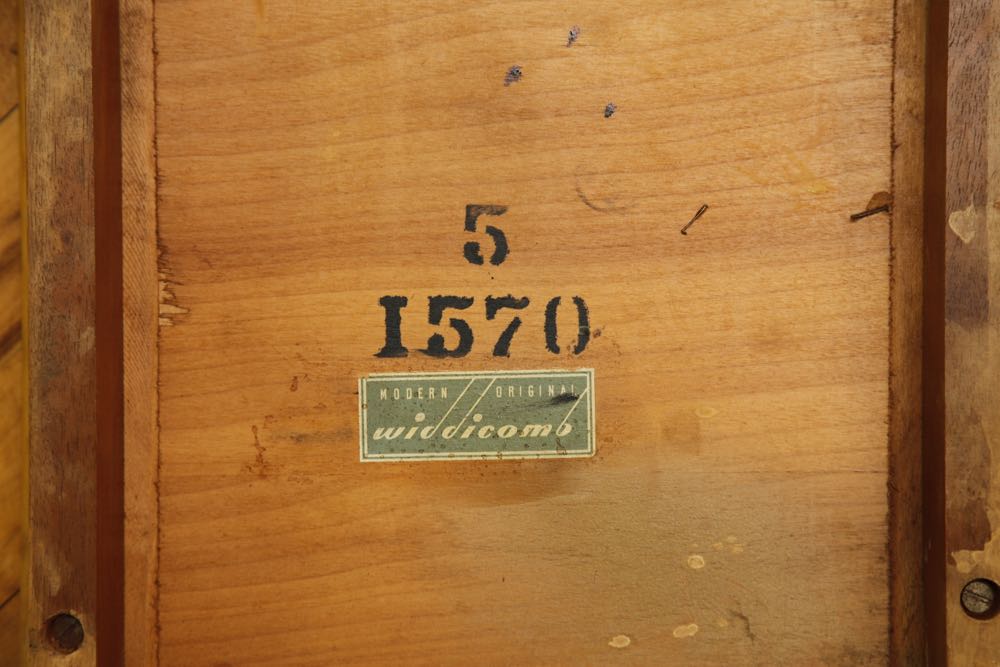 5
1570
MODERN ORIGINAL
widdicomb